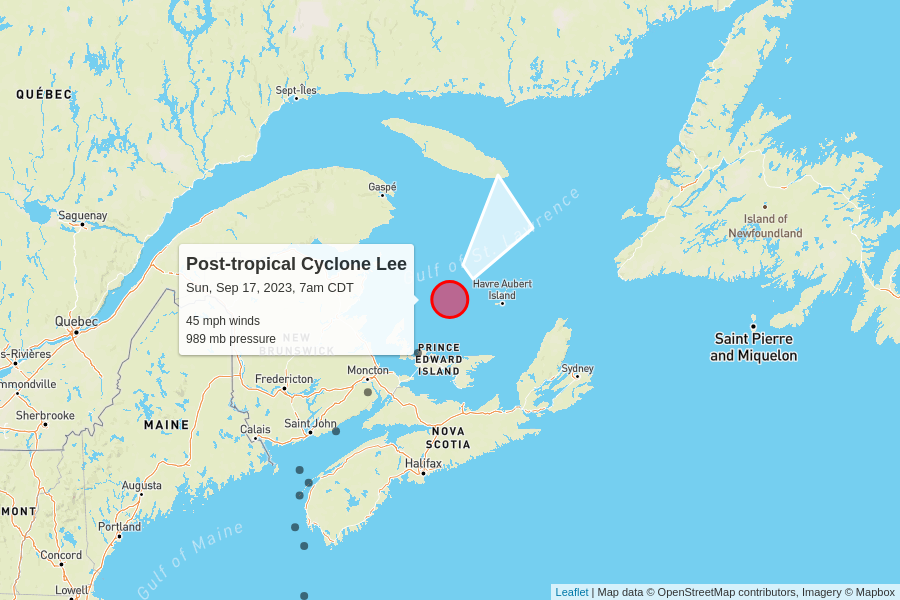 Sept-Îles
QUÉBEC
Gaspé
Saguenay
Gulf of St. Lawrence
Island of
Newfoundland
Post-tropical Cyclone Lee
Sun, Sep 17, 2023, 7am CDT
45 mph winds
989 mb pressure
Havre Aubert
Island
Quebec
NEW
BRUNSWICK
PRINCE
EDWARD
ISLAND
Saint Pierre
and Miquelon
s-Rivières
mmondville
Fredericton
Moncton
Sydney
Sherbrooke
MAINE
Calais
Saint John
NOVA
SCOTIA
Halifax
Augusta
MONT
Portland
Gulf of Maine
Concord
Lowell
Leaflet | Map data © OpenStreetMap contributors, Imagery © Mapbox